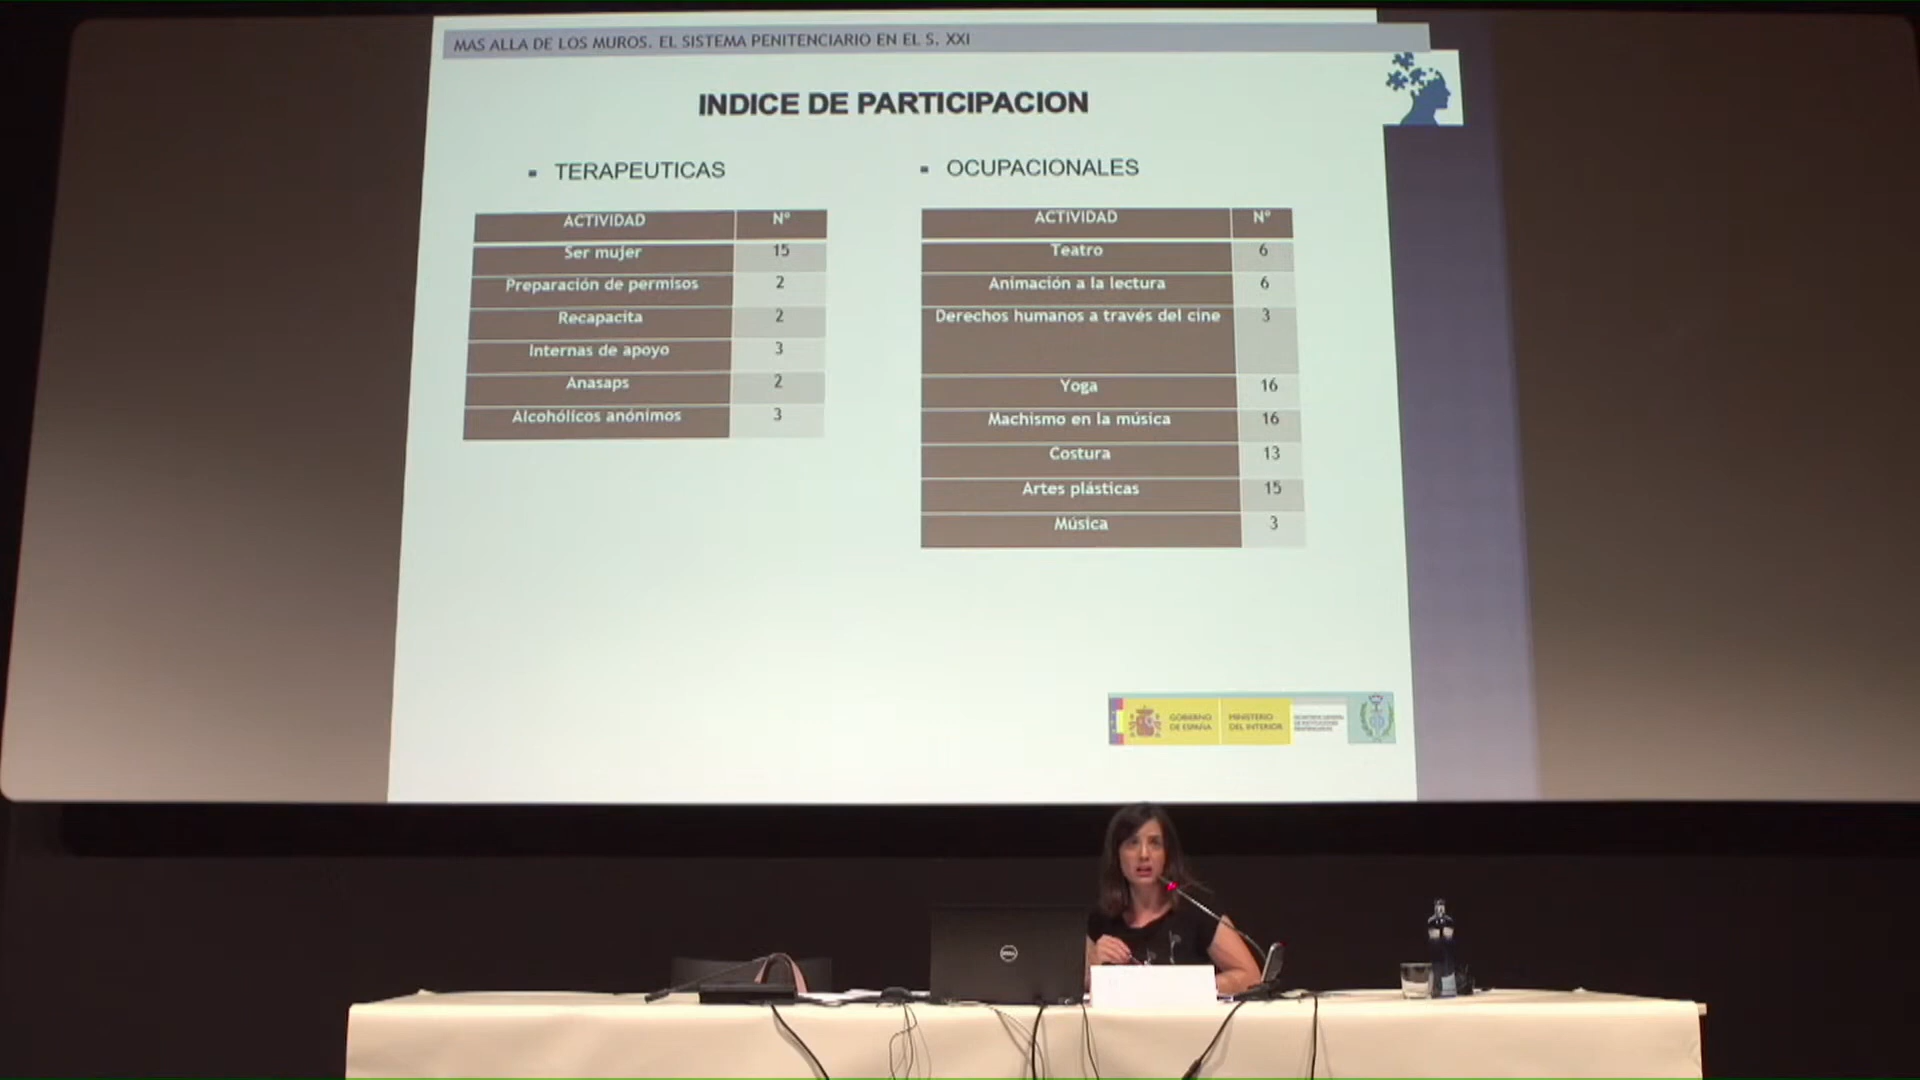 MAS ALLA DE LOS MUROS. EL SISTEMA PENITENCIARIO EN EL S. XXI
INDICE DE PARTICIPACION
TERAPEUTICAS
ACTIVIDAD Nº
Ser mujer 15
Preparación de permisos 2
Recapacita 2
Internas de apoyo 3
Anasaps 2
Alcohólicos anónimos 3
OCUPACIONALES
ACTIVIDAD Nº
Teatro 6
Animación a la lectura 6
Derechos humanos a través del cine 3
Yoga 16
Machismo en la música 16
Costura 13
Artes plásticas 15
Música 3
GOBIERNO
DE ESPAÑA
MINISTERIO
DEL INTERIOR
DELL